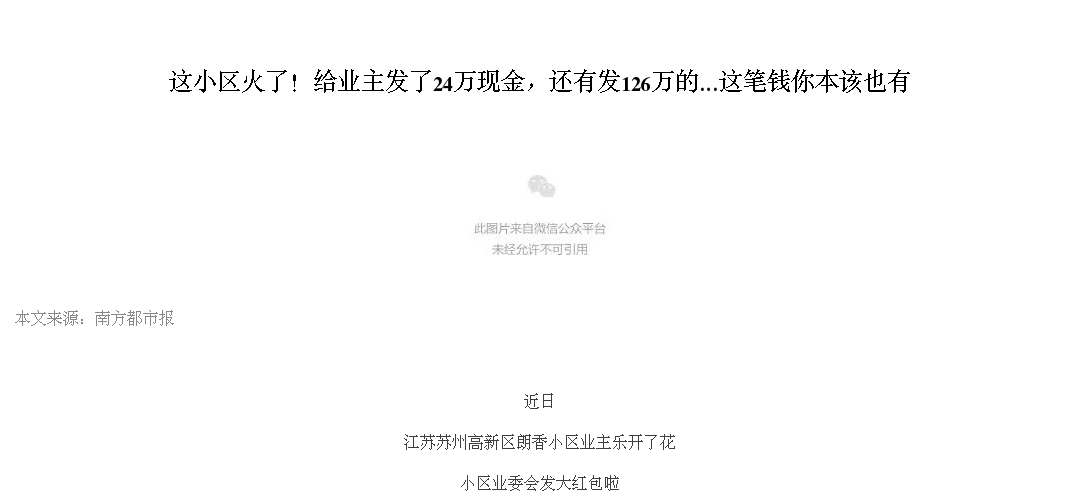 这小区火了！给业主发了24万现金，还有发126万的...这笔钱你本该也有
此图片来自微信公众平台
未经允许不可引用
本文来源：南方都市报
近日
江苏苏州高新区朗香小区业主乐开了花
小区业委会发大红包啦